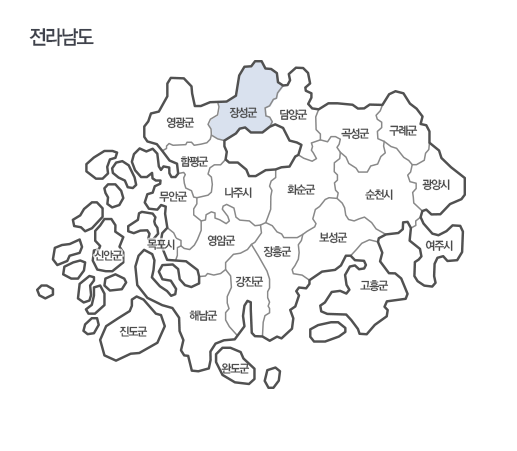 전라남도
장성군
담양군
영광군
곡성군
구례군
함평군
광양시
나주시
화순군
무안군
순천시
보성군
영암군
목포시
여주시
장흥군
신안군
강진군
고흥군
해남군
진도군
완도군